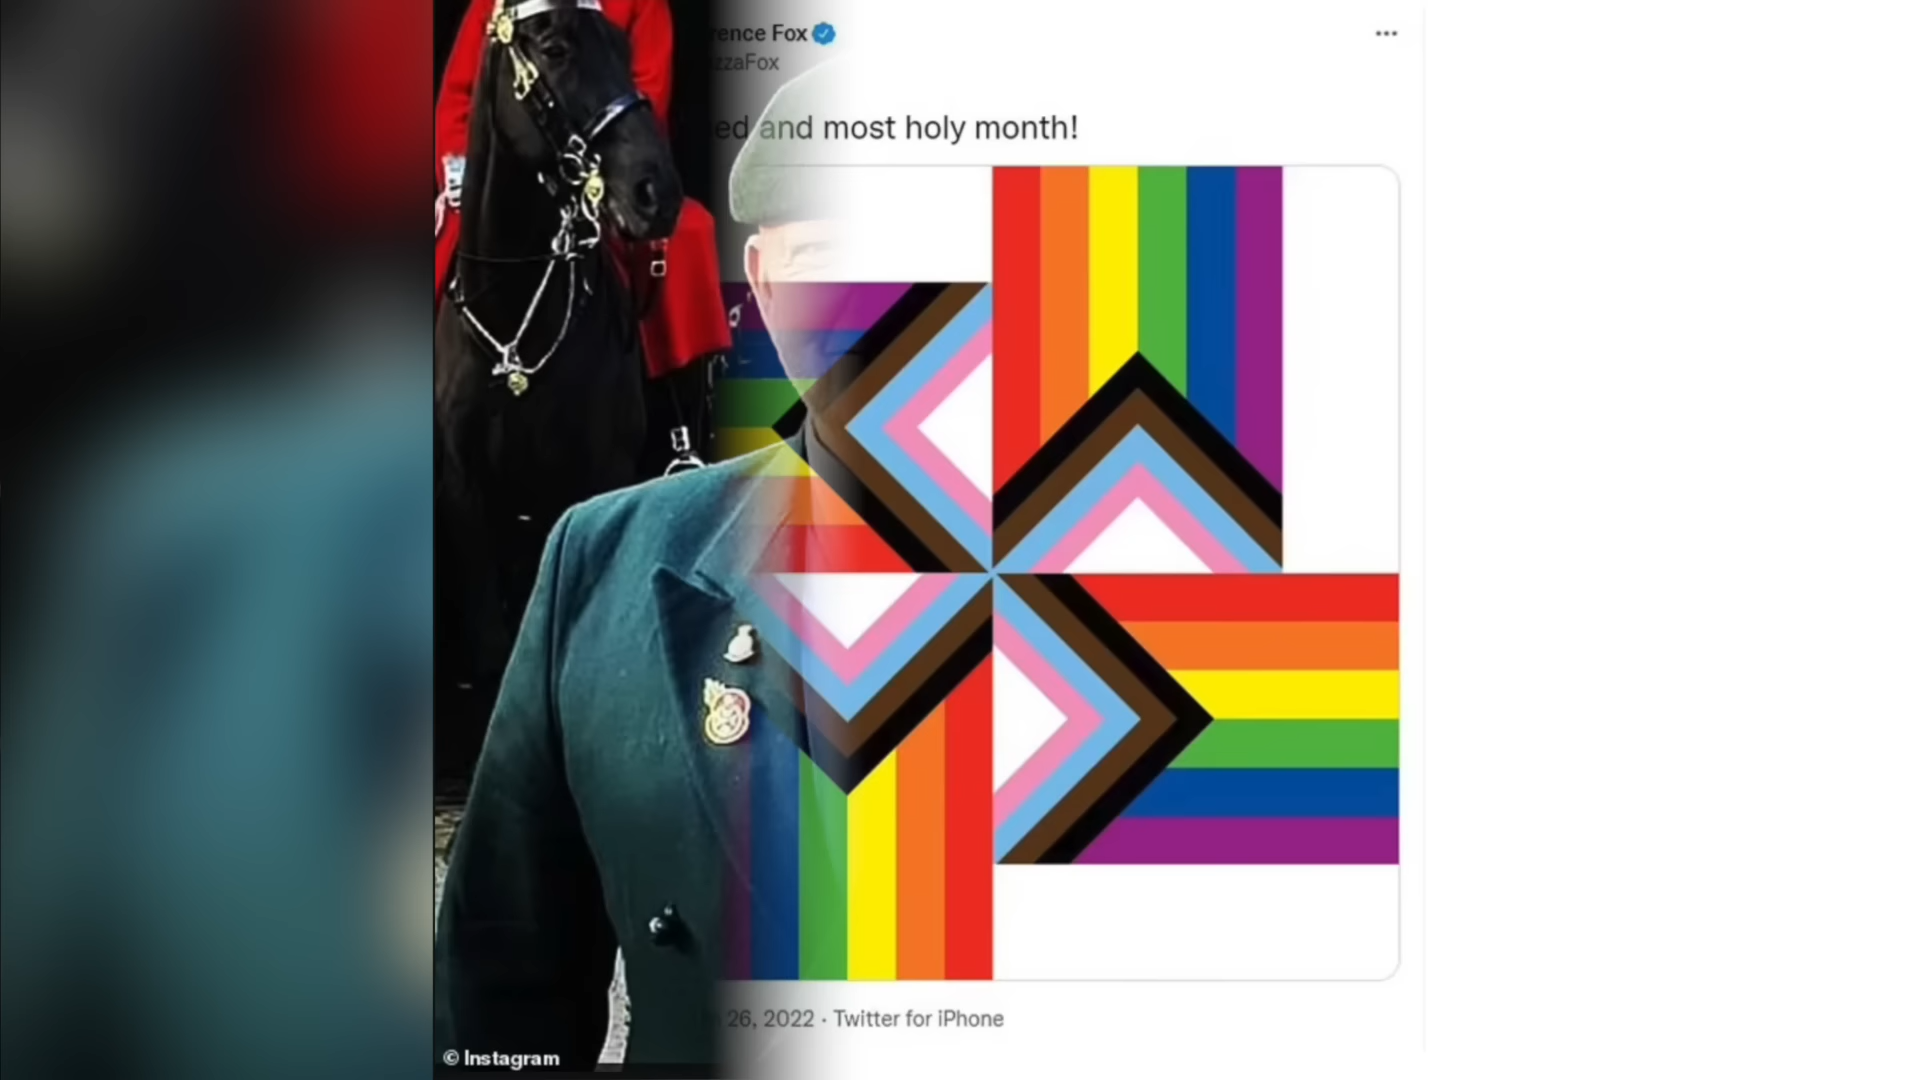 rence Fox
zzaFox
ed and most holy month!
26, 2022 · Twitter for iPhone
© Instagram